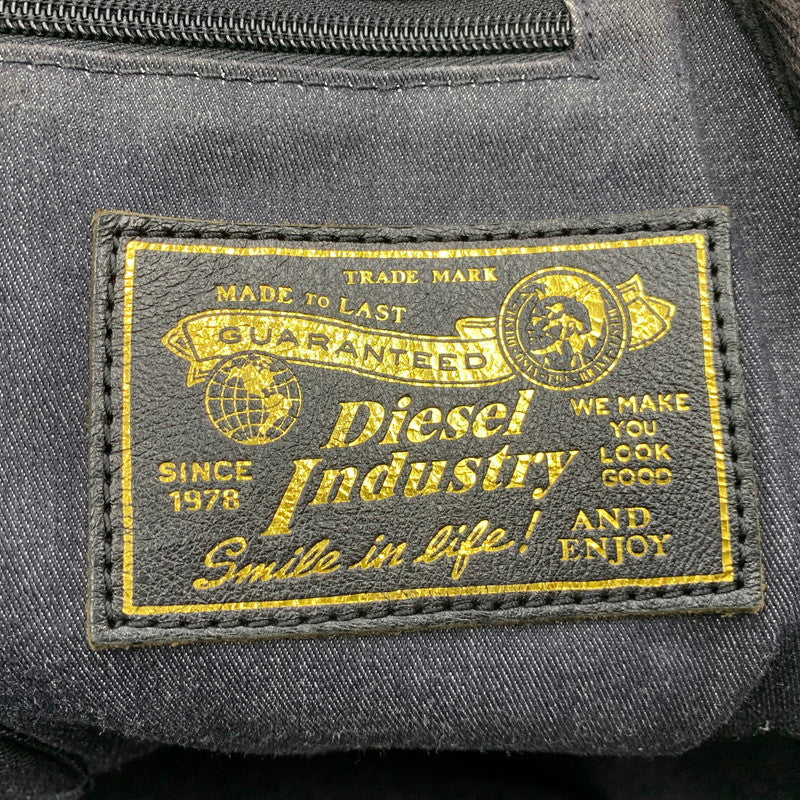 TRADE MARK
MADE TO LAST
GUARANTEED
Diesel
Industry
SINCE
1978
WE MAKE
YOU
LOOK
GOOD
AND
ENJOY
Smile in life!